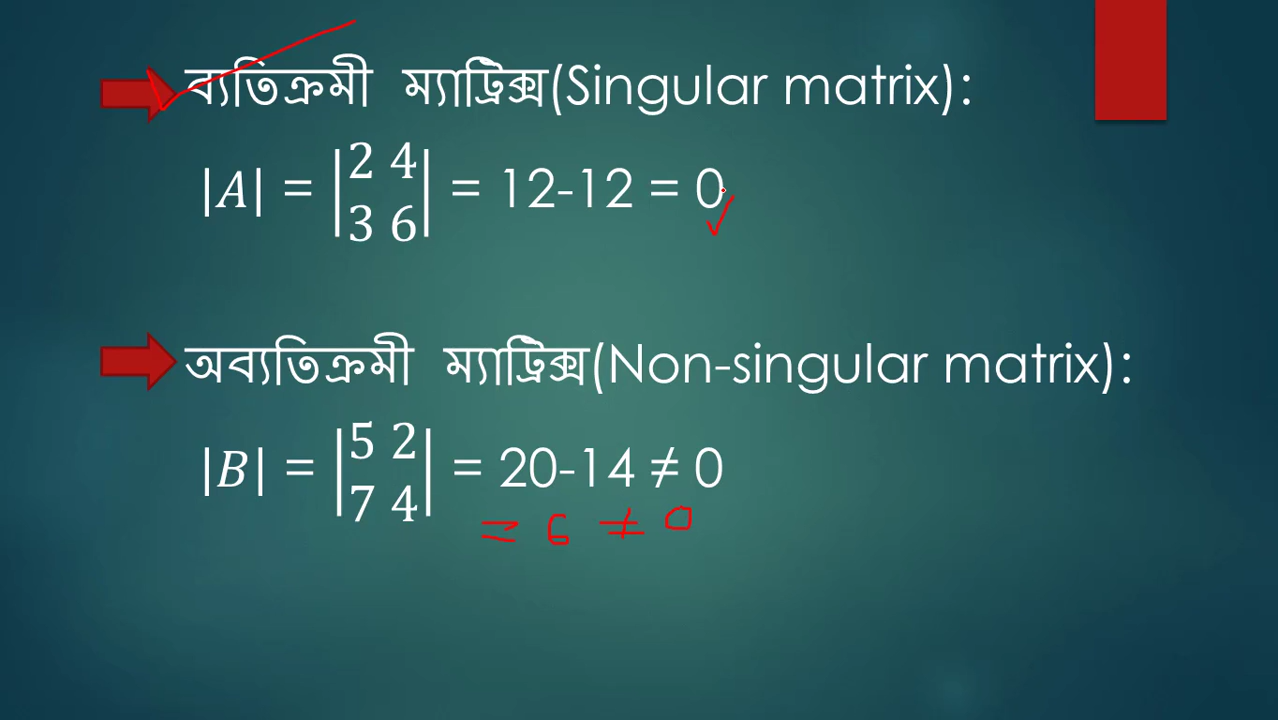 ব্যতিক্রমী ম্যাট্রিক্স(Singular matrix):
|A| = |2 4
3 6| = 12-12 = 0
অব্যতিক্রমী ম্যাট্রিক্স(Non-singular matrix):
|B| = |5 2
7 4| = 20-14 ≠ 0
= 6 ≠ 0